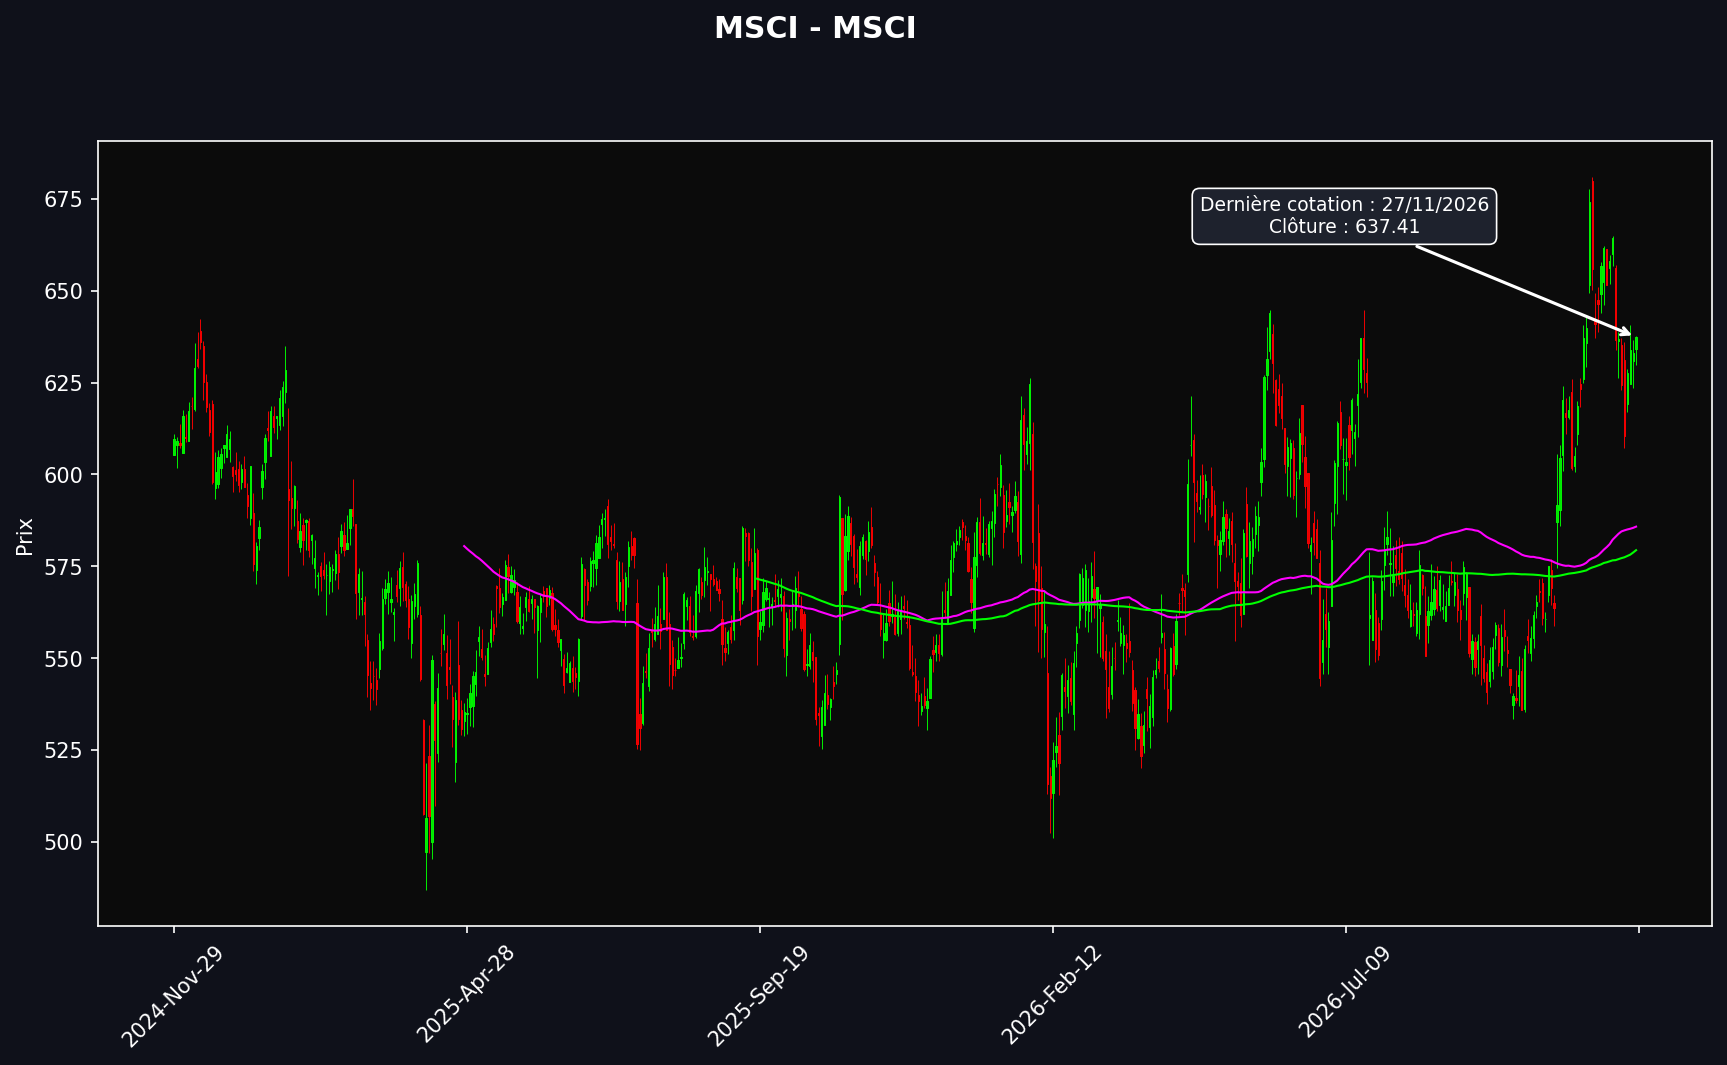 MSCI - MSCI
Dernière cotation : 27/11/2026
Clôture : 637.41
Prix
675
650
625
600
575
550
525
500
2024-Nov-29
2025-Apr-28
2025-Sep-19
2026-Feb-12
2026-Jul-09